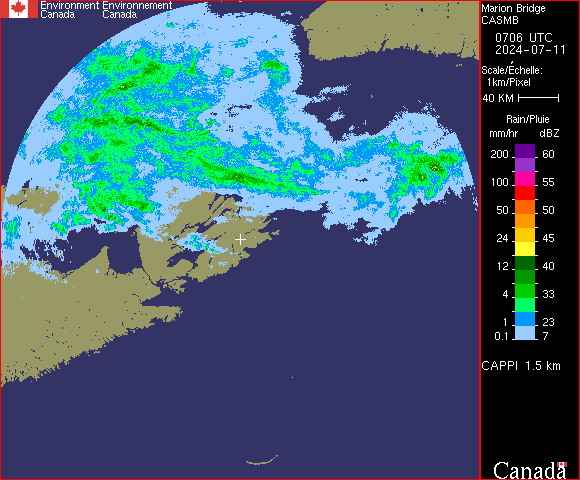 Environment Environnement
Canada Canada
Marion Bridge
CASMB
0706 UTC
2024-07-11
Scale/Échelle:
1km/Pixel
40 KM
Rain/Pluie
mm/hr dBZ
200 60
100 55
50 50
24 45
12 40
4 33
1 23
0.1 7
CAPPI 1.5 km
Canada